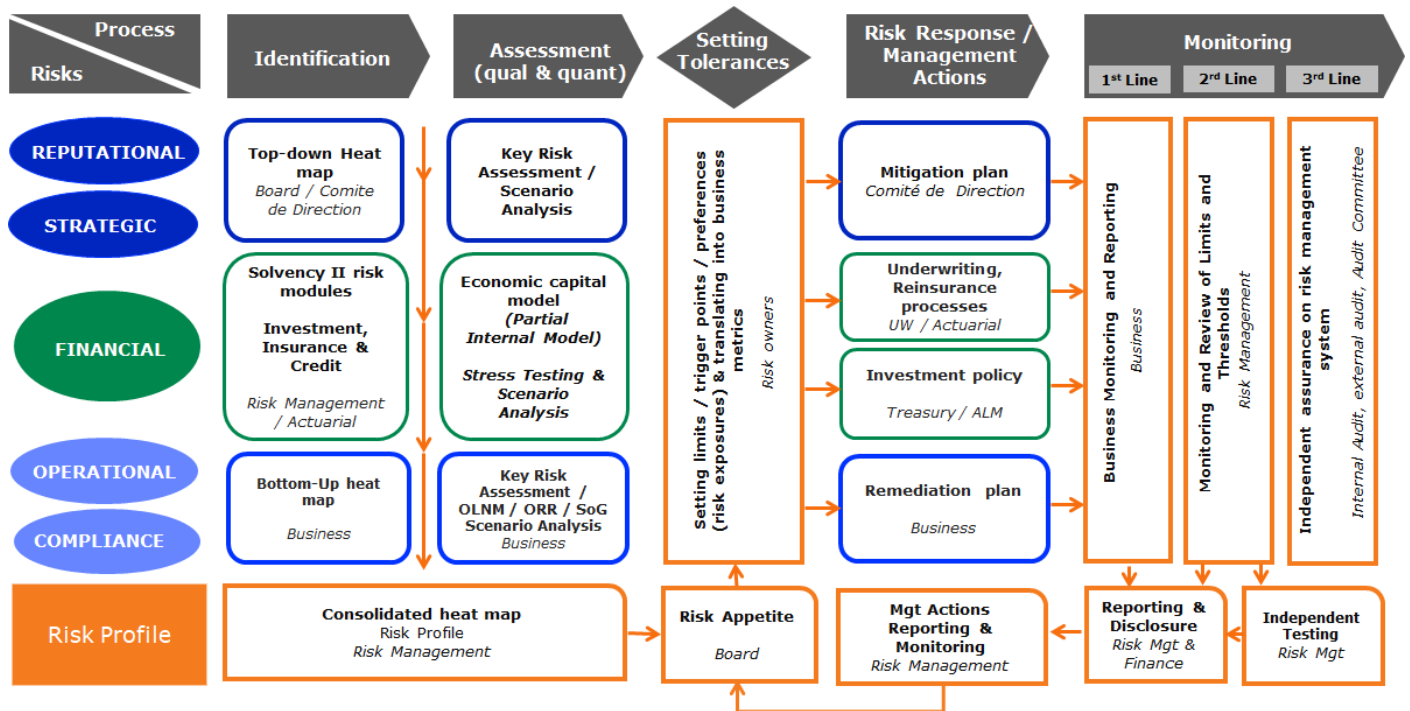 Process
Risks
Identification
Assessment
(qual & quant)
Setting
Tolerances
Risk Response /
Management
Actions
Monitoring
1st Line
2rd Line
3rd Line
REPUTATIONAL
STRATEGIC
FINANCIAL
OPERATIONAL
COMPLIANCE
Risk Profile
Top-down Heat
map
Board / Comite
de Direction
Solvency II risk
modules
Investment,
Insurance &
Credit
Risk Management
/ Actuarial
Bottom-Up heat
map
Business
Key Risk
Assessment /
Scenario
Analysis
Economic capital
model
(Partial
Internal Model)
Stress Testing &
Scenario
Analysis
Key Risk
Assessment /
OLNM / ORR / SoG
Scenario Analysis
Business
Setting limits / trigger points / preferences
(risk exposures) & translating into business
metrics
Risk owners
Mitigation plan
Comité de Direction
Underwriting,
Reinsurance
processes
UW / Actuarial
Investment policy
Treasury / ALM
Remediation plan
Business
Business Monitoring and Reporting
Business
Monitoring and Review of Limits and
Thresholds
Risk Management
Independent assurance on risk management
system
Internal Audit, external audit, Audit Committee
Consolidated heat map
Risk Profile
Risk Management
Risk Appetite
Board
Mgt Actions
Reporting &
Monitoring
Risk Management
Reporting &
Disclosure
Risk Mgt &
Finance
Independent
Testing
Risk Mgt